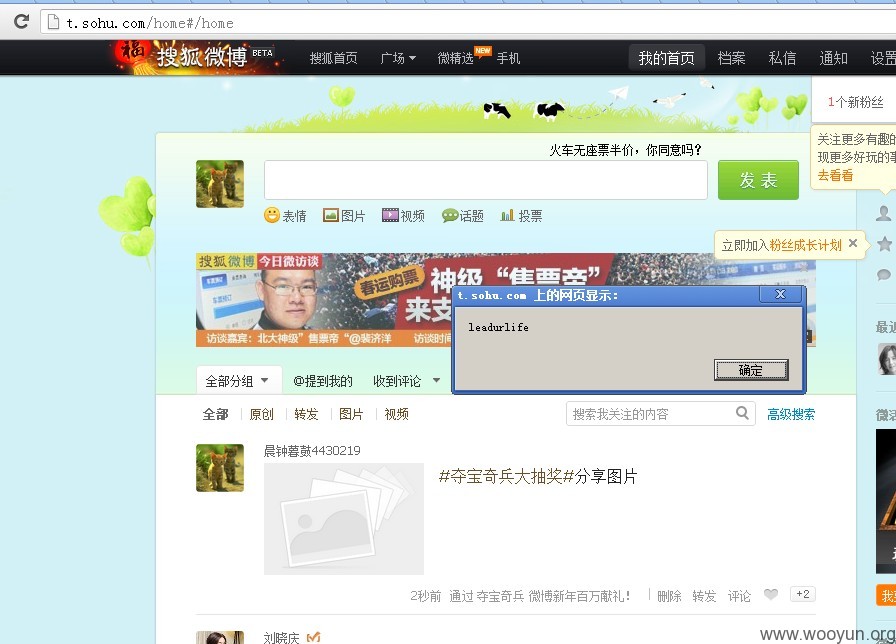 t.sohu.com/home#/home
福 搜狐微博 BETA 搜狐首页 广场 微精选 NEW 手机 我的首页 档案 私信 通知 设置
1个新粉丝
关注更多有趣的
现更多好玩的事
去看看
火车无座票半价，你同意吗?
发表
表情 图片 视频 话题 投票
立即加入粉丝成长计划
搜狐微博 今日微访谈
春运购票
神级“售票帝”
来支
访谈嘉宾：北大神级”售票帝“@裴济洋 访谈时间
t.sohu.com 上的网页显示：
leadurlife
确定
最近
全部分组 @提到我的 收到评论
全部 原创 转发 图片 视频 搜索我关注的内容 高级搜索
晨钟暮鼓4430219
#夺宝奇兵大抽奖#分享图片
2秒前 通过 夺宝奇兵 微博新年百万献礼！ 删除 转发 评论 +2
刘晓庆
www.wooyun.org